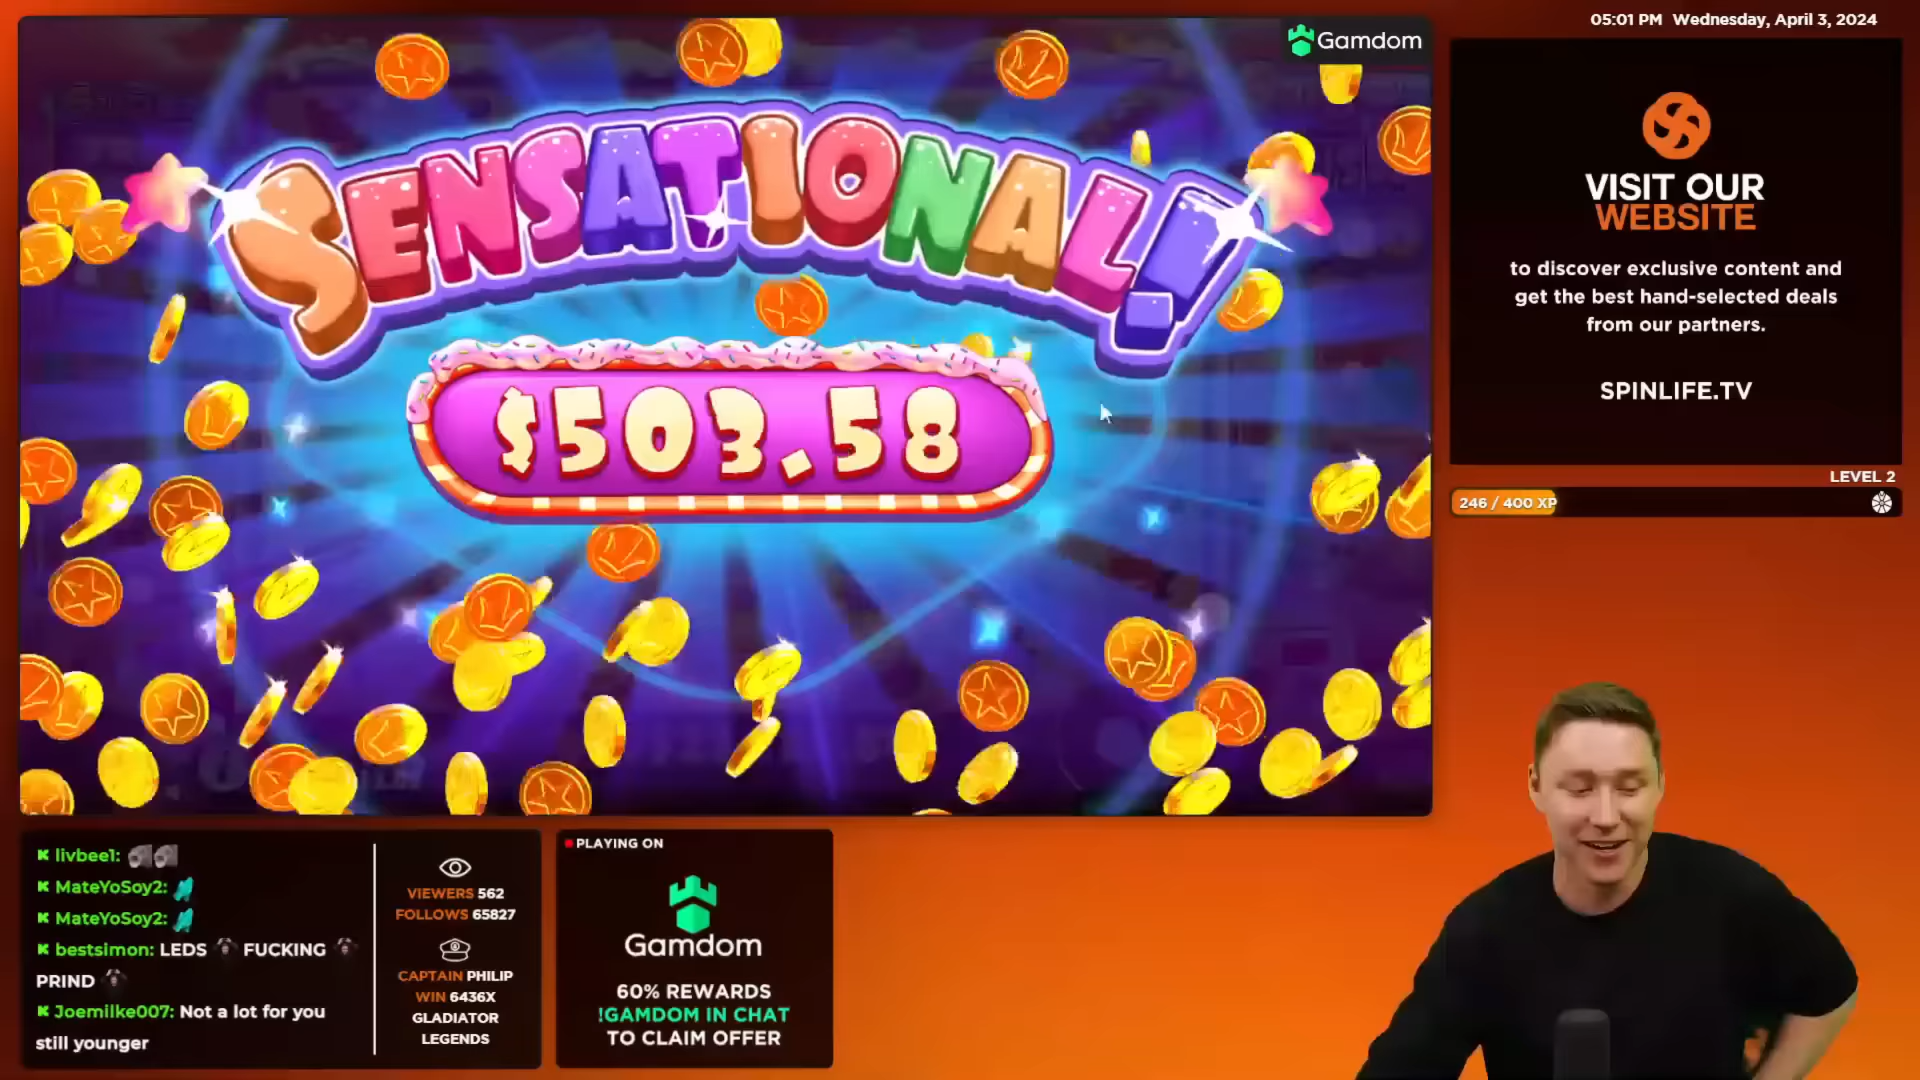 05:01 PM Wednesday, April 3, 2024
Gamdom
SENSATIONAL!
$503.58
VISIT OUR
WEBSITE
to discover exclusive content and
get the best hand-selected deals
from our partners.
SPINLIFE.TV
LEVEL 2
246 / 400 XP
livbee1:
MateYoSoy2:
MateYoSoy2:
bestsimon: LEDS FUCKING
PRIND
Joemilke007: Not a lot for you
still younger
VIEWERS 562
FOLLOWS 65827
CAPTAIN PHILIP
WIN 6436X
GLADIATOR
LEGENDS
PLAYING ON
Gamdom
60% REWARDS
!GAMDOM IN CHAT
TO CLAIM OFFER